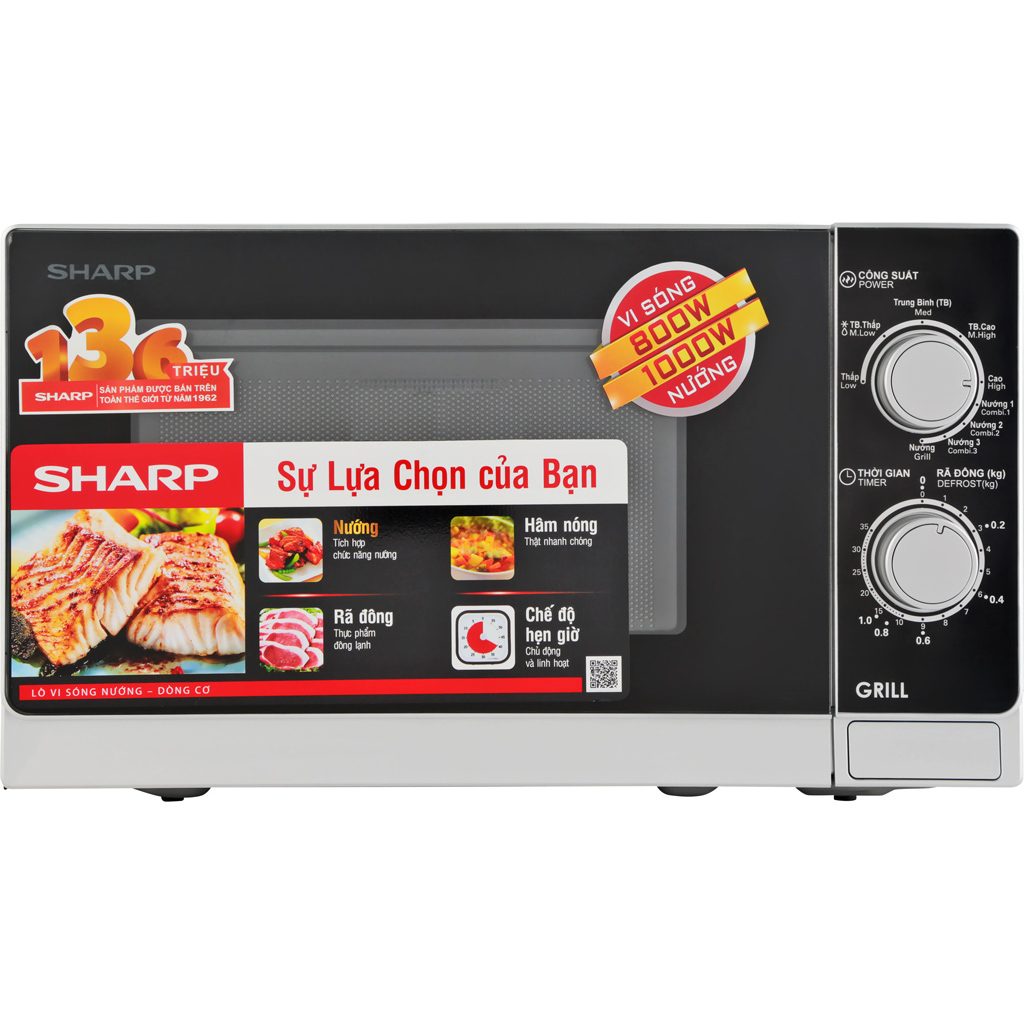 SHARP
136
TRIỆU
SHARP
SẢN PHẨM ĐƯỢC BÁN TRÊN
TOÀN THẾ GIỚI TỪ NĂM 1962
VI SÓNG
800W
1000W
NƯỚNG
SHARP
Sự Lựa Chọn của Bạn
Nướng
Tích hợp
chức năng nướng
Hâm nóng
Thật nhanh chóng
Rã đông
Thực phẩm
đông lạnh
Chế độ
hẹn giờ
Chủ động
và linh hoạt
LÒ VI SÓNG NƯỚNG – DÒNG CƠ
CÔNG SUẤT
POWER
Trung Bình (TB)
Med
TB.Thấp
M.Low
TB.Cao
M.High
Thấp
Low
Cao
High
Nướng 1
Combi.1
Nướng 2
Combi.2
Nướng 3
Combi.3
Nướng
Grill
THỜI GIAN
TIMER
RÃ ĐÔNG (kg)
DEFROST(kg)
0
0
1
2
3
4
5
6
7
8
9
10
15
20
25
30
35
0.2
0.4
0.6
0.8
1.0
GRILL